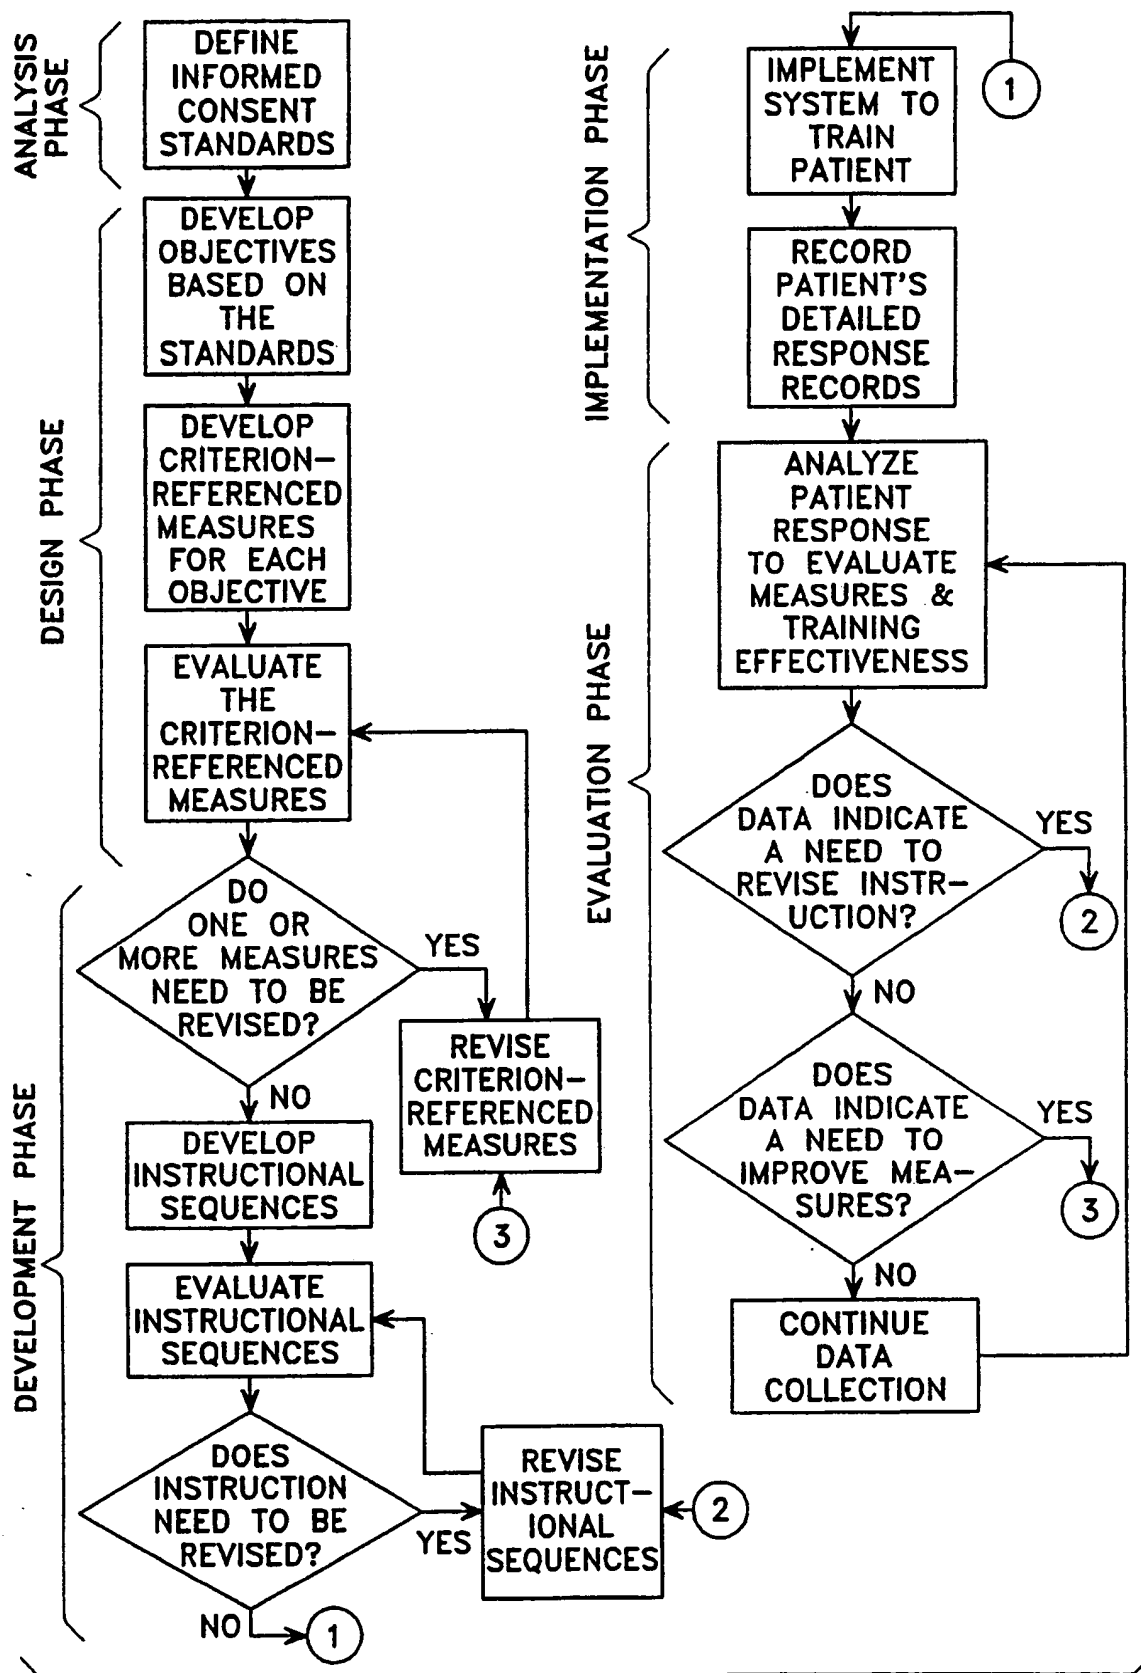 ANALYSIS
PHASE
DEFINE
INFORMED
CONSENT
STANDARDS
DESIGN PHASE
DEVELOP
OBJECTIVES
BASED ON
THE
STANDARDS
DEVELOP
CRITERION-
REFERENCED
MEASURES
FOR EACH
OBJECTIVE
EVALUATE
THE
CRITERION-
REFERENCED
MEASURES
DEVELOPMENT PHASE
DO
ONE OR
MORE MEASURES
NEED TO BE
REVISED?
YES
REVISE
CRITERION-
REFERENCED
MEASURES
3
NO
DEVELOP
INSTRUCTIONAL
SEQUENCES
EVALUATE
INSTRUCTIONAL
SEQUENCES
DOES
INSTRUCTION
NEED TO BE
REVISED?
YES
REVISE
INSTRUCT-
IONAL
SEQUENCES
2
NO
1
IMPLEMENTATION PHASE
1
IMPLEMENT
SYSTEM TO
TRAIN
PATIENT
RECORD
PATIENT'S
DETAILED
RESPONSE
RECORDS
EVALUATION PHASE
ANALYZE
PATIENT
RESPONSE
TO EVALUATE
MEASURES &
TRAINING
EFFECTIVENESS
DOES
DATA INDICATE
A NEED TO
REVISE INSTR-
UCTION?
YES
2
NO
DOES
DATA INDICATE
A NEED TO
IMPROVE MEA-
SURES?
YES
3
NO
CONTINUE
DATA
COLLECTION